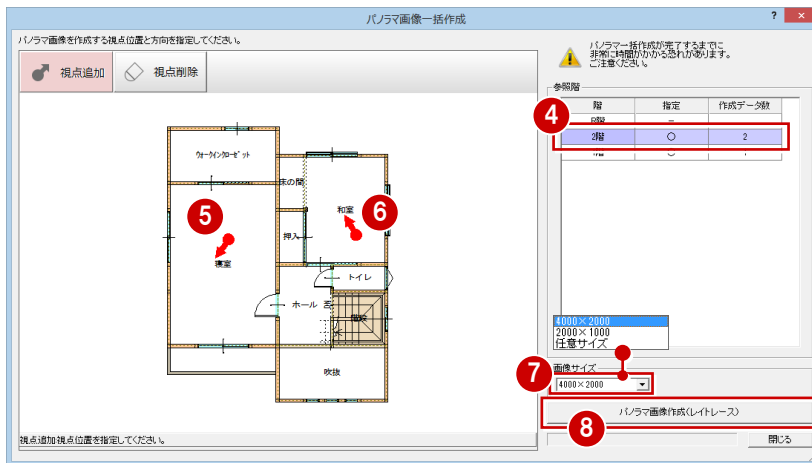 パノラマ画像一括作成
? ×
パノラマ画像を作成する視点位置と方向を指定してください。
視点追加
視点削除
パノラマ一括作成が完了するまでに
非常に時間がかかる恐れがあります。
ご注意ください。
参照階
階 指定 作成データ数
4
2階 ○ 2
ウォークインクローゼット
床の間
和室
6
5
押入
寝室
トイレ
ホール
階段
吹抜
4000×2000
2000×1000
任意サイズ
画像サイズ
7
4000×2000
パノラマ画像作成(レイトレース)
8
視点追加視点位置を指定してください。
閉じる